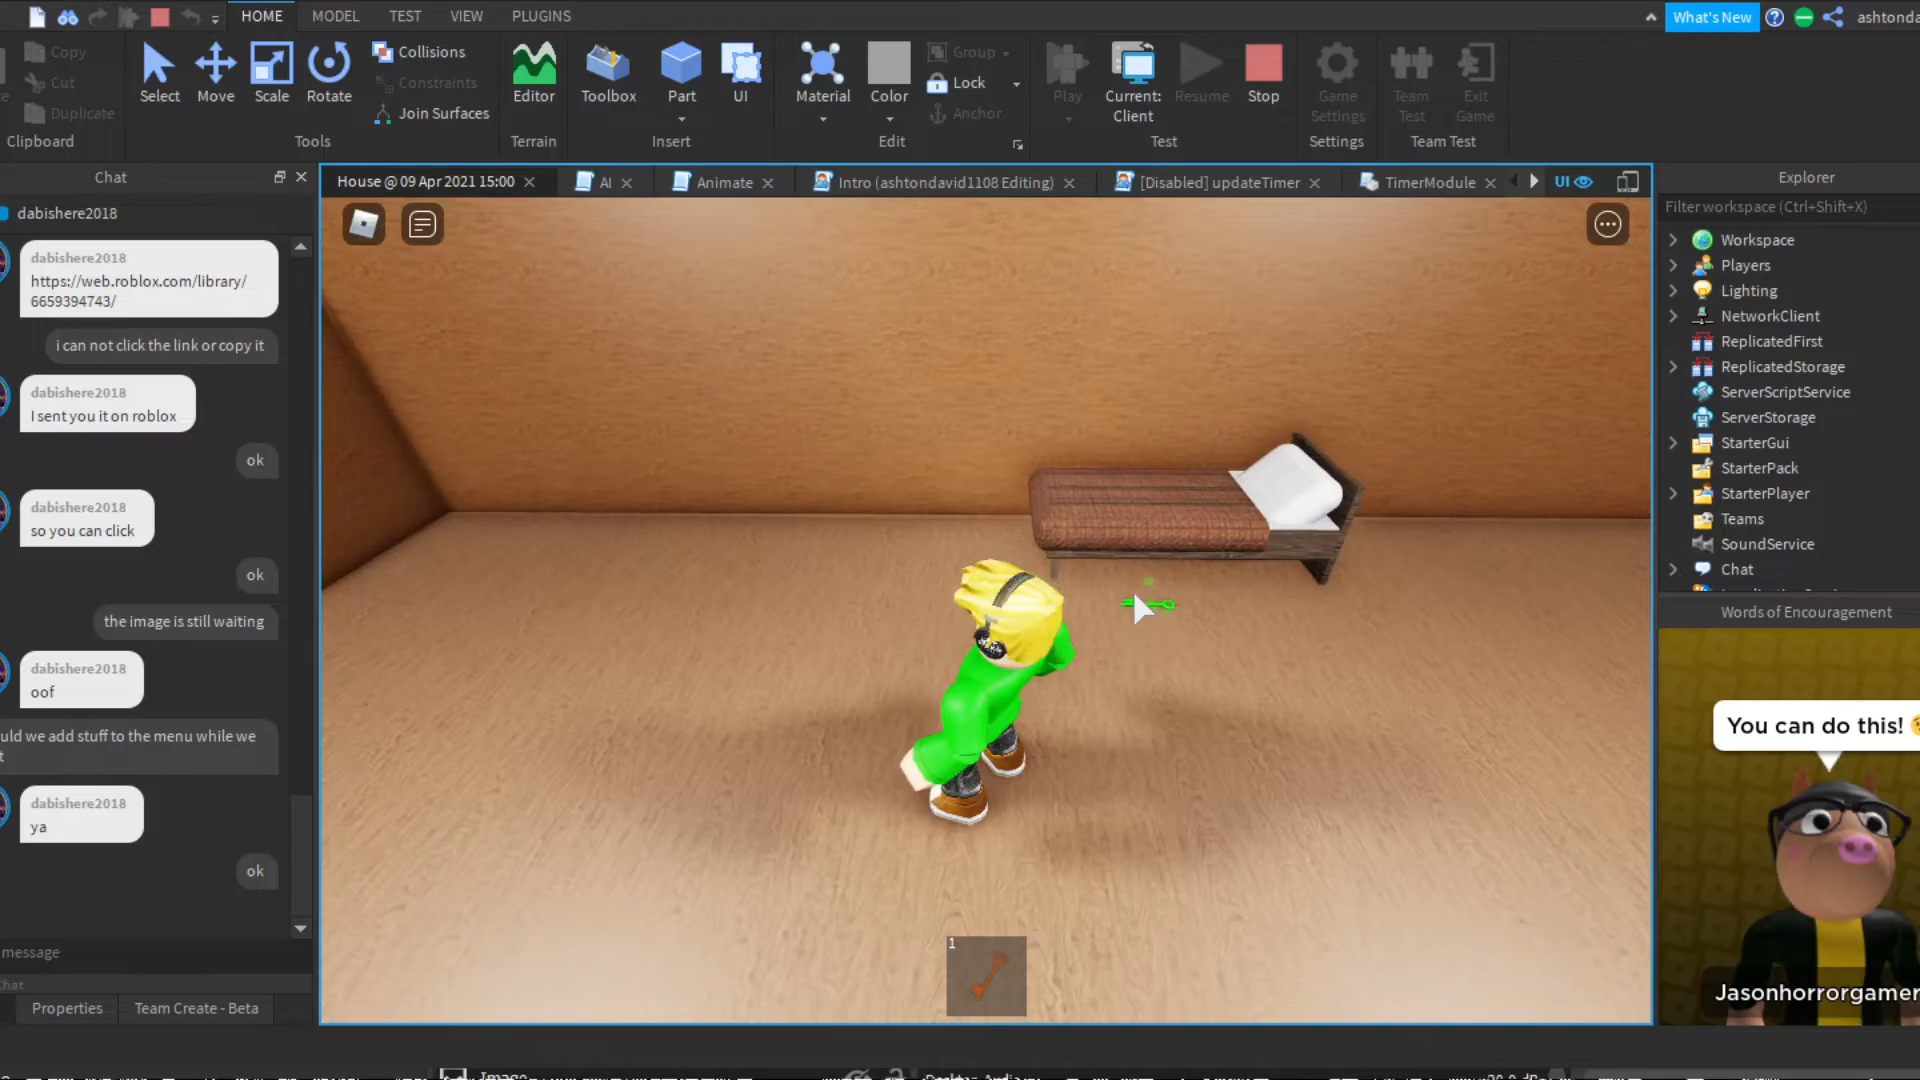 HOME MODEL TEST VIEW PLUGINS
What's New
ashtonda
Copy
Cut
Duplicate
Clipboard
Select Move Scale Rotate
Collisions
Constraints
Join Surfaces
Tools
Editor
Terrain
Toolbox Part UI
Insert
Material Color
Group
Lock
Anchor
Edit
Play
Current:
Client
Resume Stop
Test
Game
Settings
Settings
Team
Test
Exit
Game
Team Test
Chat
dabishere2018
dabishere2018
https://web.roblox.com/library/
6659394743/
i can not click the link or copy it
dabishere2018
I sent you it on roblox
ok
dabishere2018
so you can click
ok
the image is still waiting
dabishere2018
oof
uld we add stuff to the menu while we
t
dabishere2018
ya
ok
message
Chat
Properties Team Create - Beta
House @ 09 Apr 2021 15:00
AI
Animate
Intro (ashtondavid1108 Editing)
[Disabled] updateTimer
TimerModule
UI
1
Explorer
Filter workspace (Ctrl+Shift+X)
Workspace
Players
Lighting
NetworkClient
ReplicatedFirst
ReplicatedStorage
ServerScriptService
ServerStorage
StarterGui
StarterPack
StarterPlayer
Teams
SoundService
Chat
Words of Encouragement
You can do this!
Jasonhorrorgamer
Image